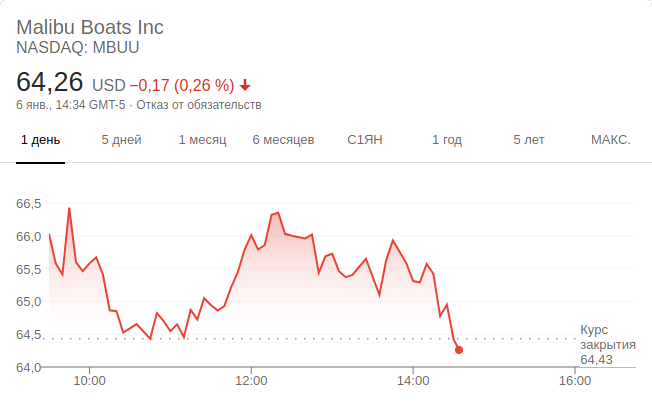 Malibu Boats Inc
NASDAQ: MBUU
64,26 USD −0,17 (0,26 %) ↓
6 янв., 14:34 GMT-5 · Отказ от обязательств
1 день 5 дней 1 месяц 6 месяцев С1ЯН 1 год 5 лет МАКС.
66,5
66,0
65,5
65,0
64,5
64,0
Курс
закрытия
64,43
10:00 12:00 14:00 16:00